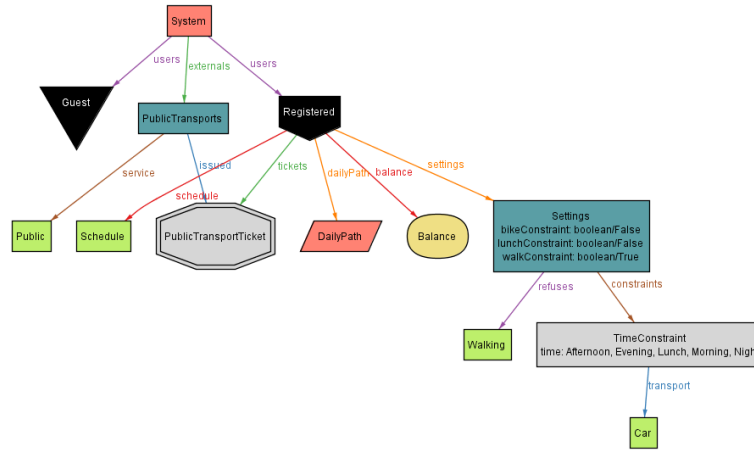 System
users
externals
users
Guest
PublicTransports
Registered
service
issued
schedule
tickets
dailyPath
balance
settings
Public
Schedule
PublicTransportTicket
DailyPath
Balance
Settings
bikeConstraint: boolean/False
lunchConstraint: boolean/False
walkConstraint: boolean/True
refuses
constraints
Walking
TimeConstraint
time: Afternoon, Evening, Lunch, Morning, Nigh
transport
Car